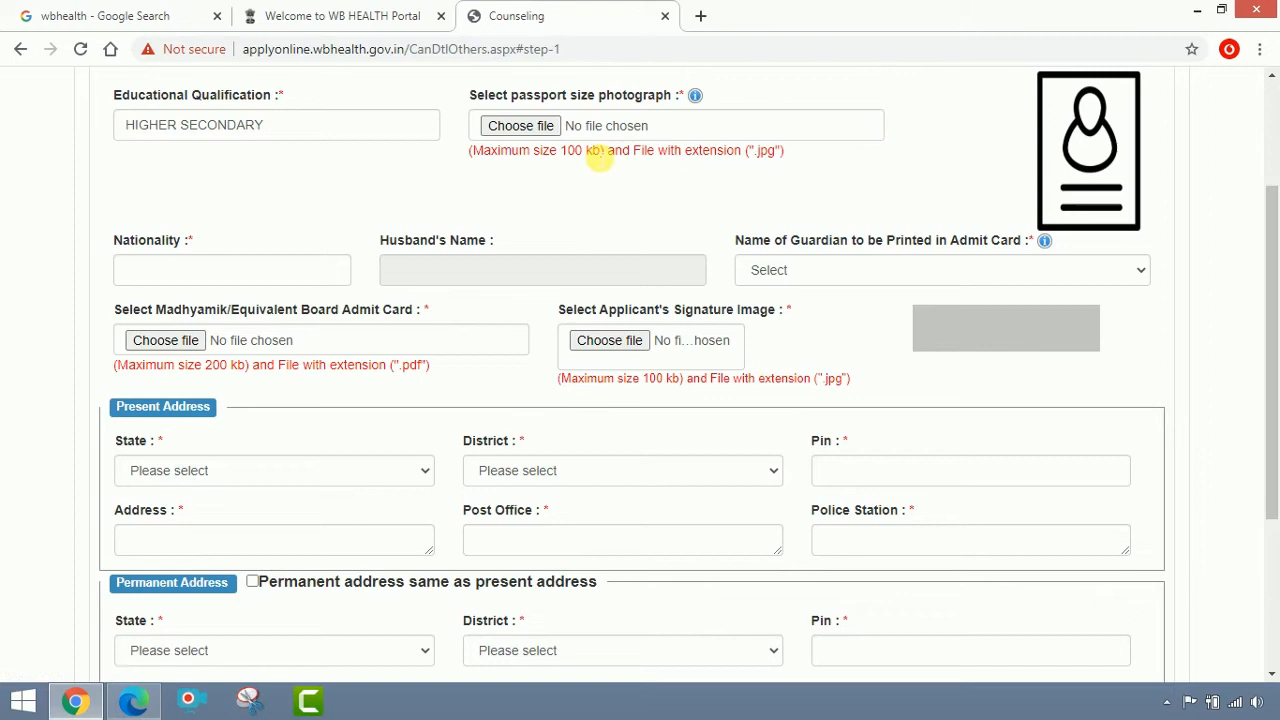 wbhealth - Google Search
Welcome to WB HEALTH Portal
Counseling
Not secure
applyonline.wbhealth.gov.in/CanDtlOthers.aspx#step-1
Educational Qualification :*
Select passport size photograph :*
HIGHER SECONDARY
Choose file No file chosen
(Maximum size 100 kb) and File with extension (".jpg")
Nationality :*
Husband's Name :
Name of Guardian to be Printed in Admit Card :*
Select
Select Madhyamik/Equivalent Board Admit Card : *
Select Applicant's Signature Image : *
Choose file No file chosen
Choose file No fi...hosen
(Maximum size 200 kb) and File with extension (".pdf")
(Maximum size 100 kb) and File with extension (".jpg")
Present Address
State : *
District : *
Pin : *
Please select
Please select
Address : *
Post Office : *
Police Station : *
Permanent Address
Permanent address same as present address
State : *
District : *
Pin : *
Please select
Please select